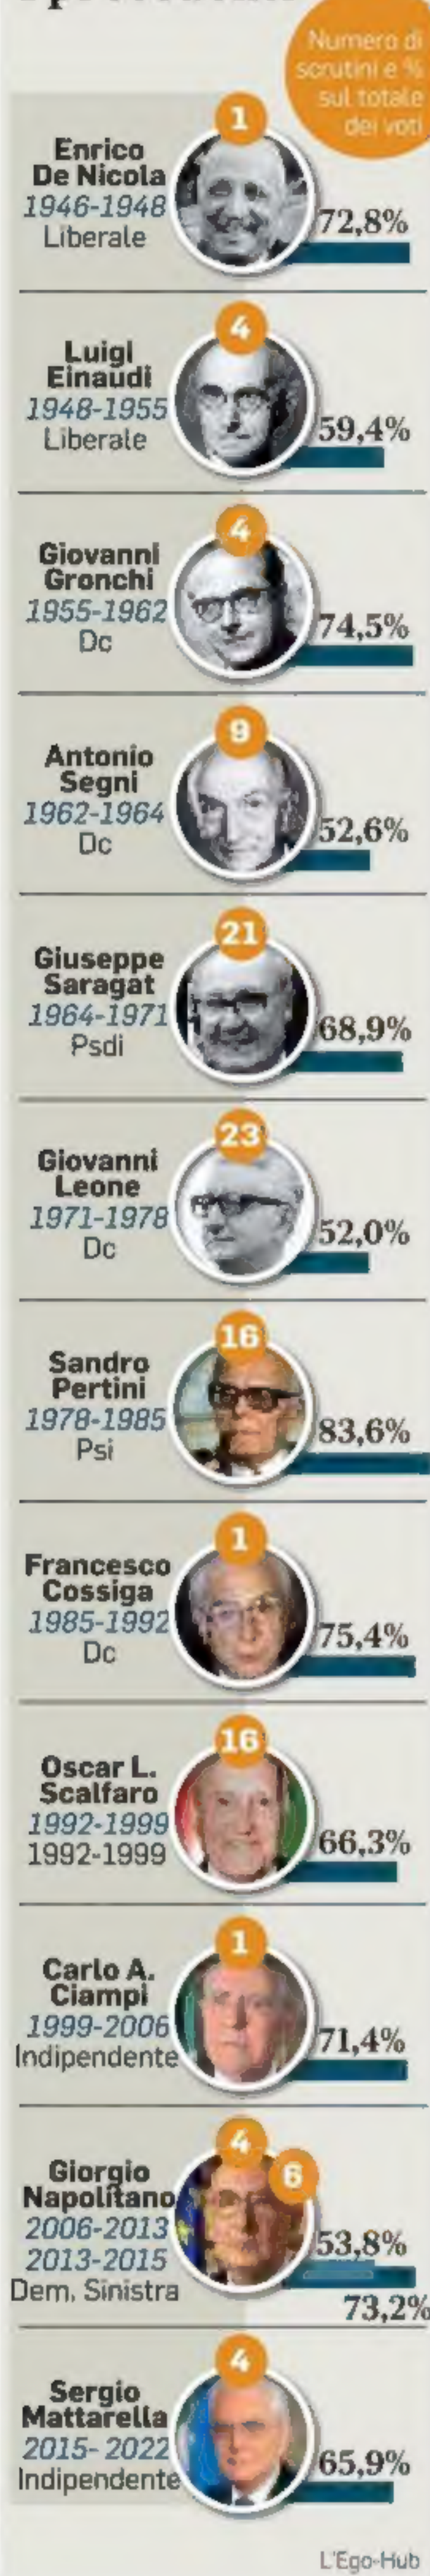 Numero di
scrutini e %
sul totale
dei voti
1
Enrico
De Nicola
1946-1948
Liberale
72,8%
4
Luigi
Einaudi
1948-1955
Liberale
59,4%
4
Giovanni
Gronchi
1955-1962
Dc
74,5%
9
Antonio
Segni
1962-1964
Dc
52,6%
21
Giuseppe
Saragat
1964-1971
Psdi
68,9%
23
Giovanni
Leone
1971-1978
Dc
52,0%
16
Sandro
Pertini
1978-1985
Psi
83,6%
1
Francesco
Cossiga
1985-1992
Dc
75,4%
16
Oscar L.
Scalfaro
1992-1999
1992-1999
66,3%
1
Carlo A.
Ciampi
1999-2006
Indipendente
71,4%
4
6
Giorgio
Napolitano
2006-2013
2013-2015
Dem. Sinistra
53,8%
73,2%
4
Sergio
Mattarella
2015- 2022
Indipendente
65,9%
L'Ego-Hub